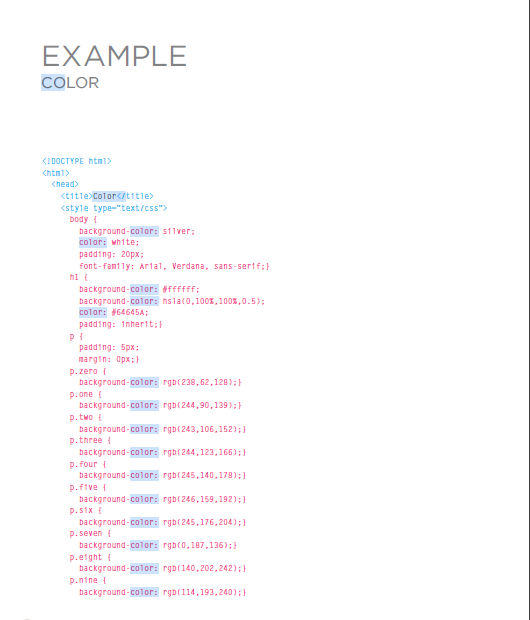 EXAMPLE
COLOR
<!DOCTYPE html>
<html>
<head>
<title>Color</title>
<style type="text/css">
body {
background-color: silver;
color: white;
padding: 20px;
font-family: Arial, Verdana, sans-serif;}
h1 {
background-color: #ffffff;
background-color: hsla(0,100%,100%,0.5);
color: #64645A;
padding: inherit;}
p {
padding: 5px;
margin: 0px;}
p.zero {
background-color: rgb(238,62,128);}
p.one {
background-color: rgb(244,90,139);}
p.two {
background-color: rgb(243,106,152);}
p.three {
background-color: rgb(244,123,166);}
p.four {
background-color: rgb(245,140,178);}
p.five {
background-color: rgb(246,159,192);}
p.six {
background-color: rgb(245,176,204);}
p.seven {
background-color: rgb(0,187,136);}
p.eight {
background-color: rgb(140,202,242);}
p.nine {
background-color: rgb(114,193,240);}